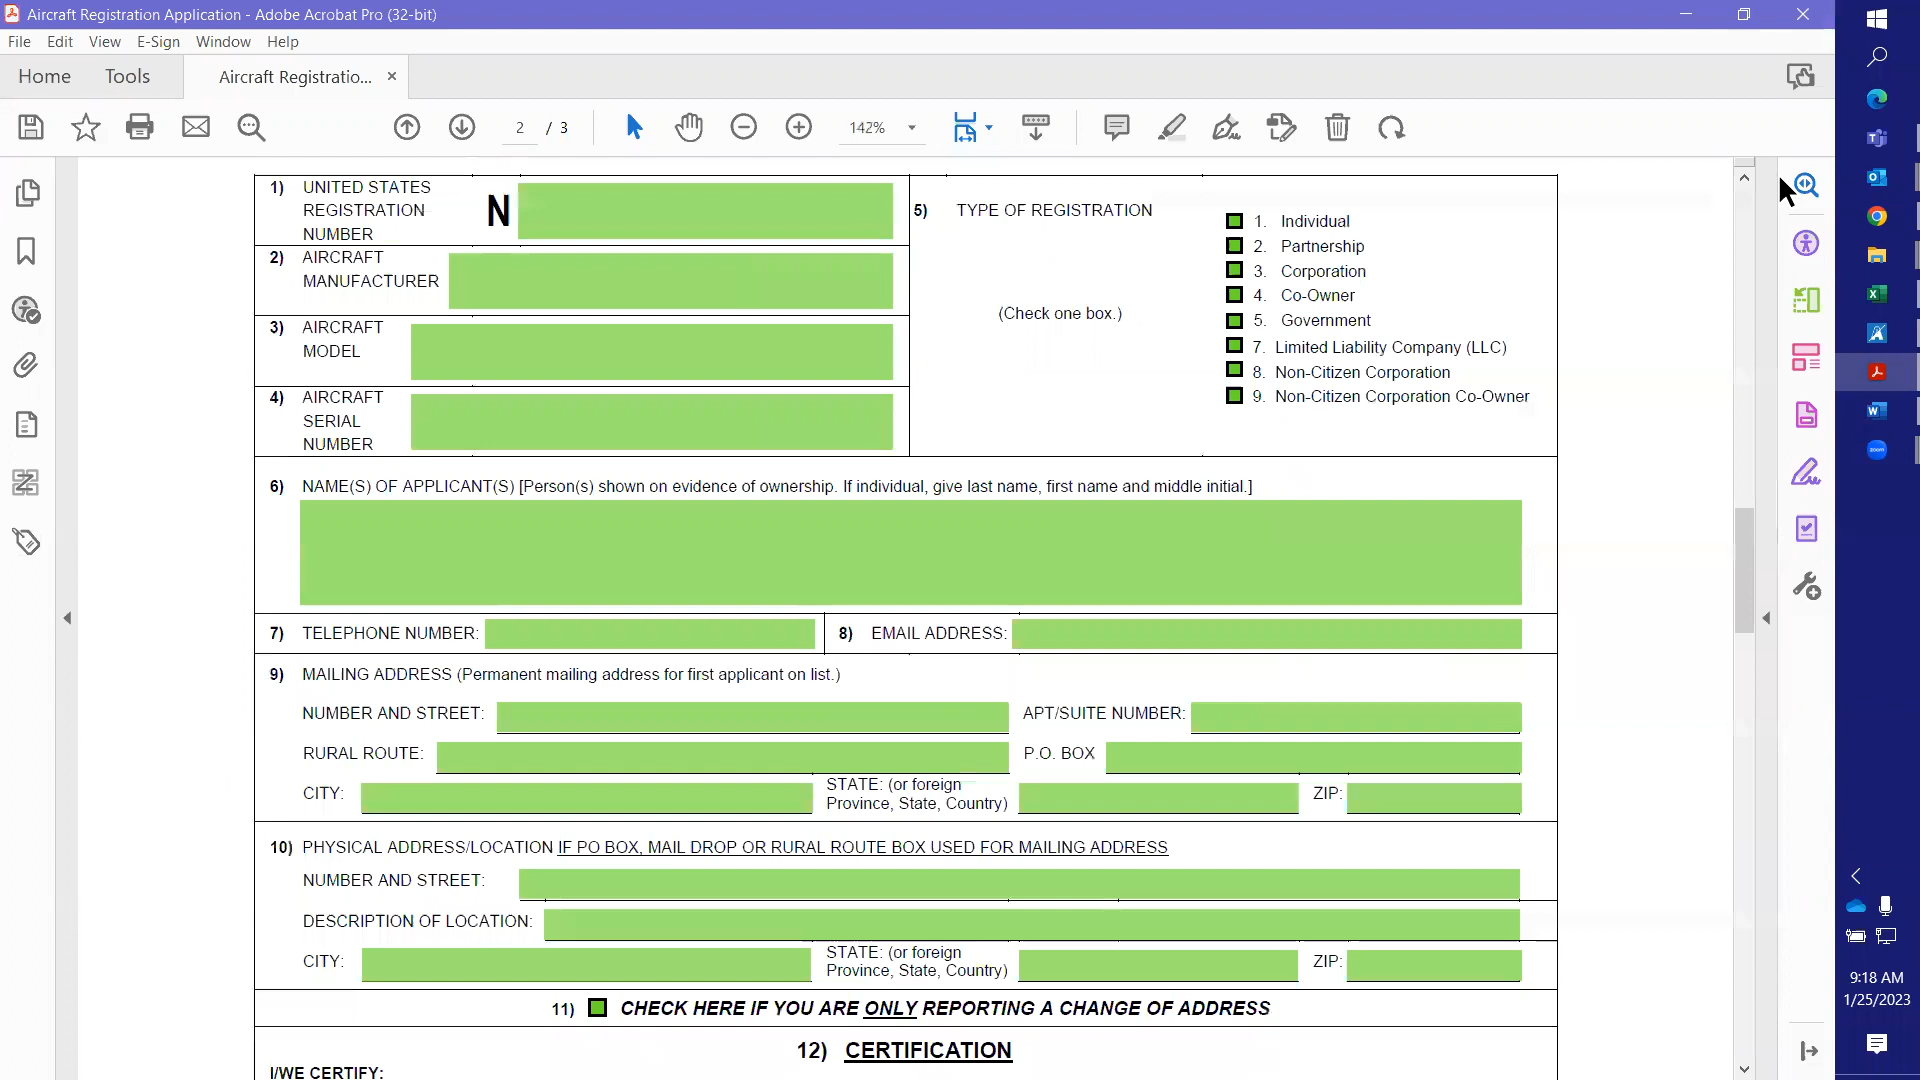 Aircraft Registration Application - Adobe Acrobat Pro (32-bit)
File Edit View E-Sign Window Help
Home Tools Aircraft Registratio... ×
2 / 3 142%
1) UNITED STATES
REGISTRATION
NUMBER
N
2) AIRCRAFT
MANUFACTURER
3) AIRCRAFT
MODEL
4) AIRCRAFT
SERIAL
NUMBER
5) TYPE OF REGISTRATION
(Check one box.)
1. Individual
2. Partnership
3. Corporation
4. Co-Owner
5. Government
7. Limited Liability Company (LLC)
8. Non-Citizen Corporation
9. Non-Citizen Corporation Co-Owner
6) NAME(S) OF APPLICANT(S) [Person(s) shown on evidence of ownership. If individual, give last name, first name and middle initial.]
7) TELEPHONE NUMBER: 8) EMAIL ADDRESS:
9) MAILING ADDRESS (Permanent mailing address for first applicant on list.)
NUMBER AND STREET: APT/SUITE NUMBER:
RURAL ROUTE: P.O. BOX
CITY: STATE: (or foreign
Province, State, Country) ZIP:
10) PHYSICAL ADDRESS/LOCATION IF PO BOX, MAIL DROP OR RURAL ROUTE BOX USED FOR MAILING ADDRESS
NUMBER AND STREET:
DESCRIPTION OF LOCATION:
CITY: STATE: (or foreign
Province, State, Country) ZIP:
11) CHECK HERE IF YOU ARE ONLY REPORTING A CHANGE OF ADDRESS
12) CERTIFICATION
I/WE CERTIFY:
zoom
9:18 AM
1/25/2023